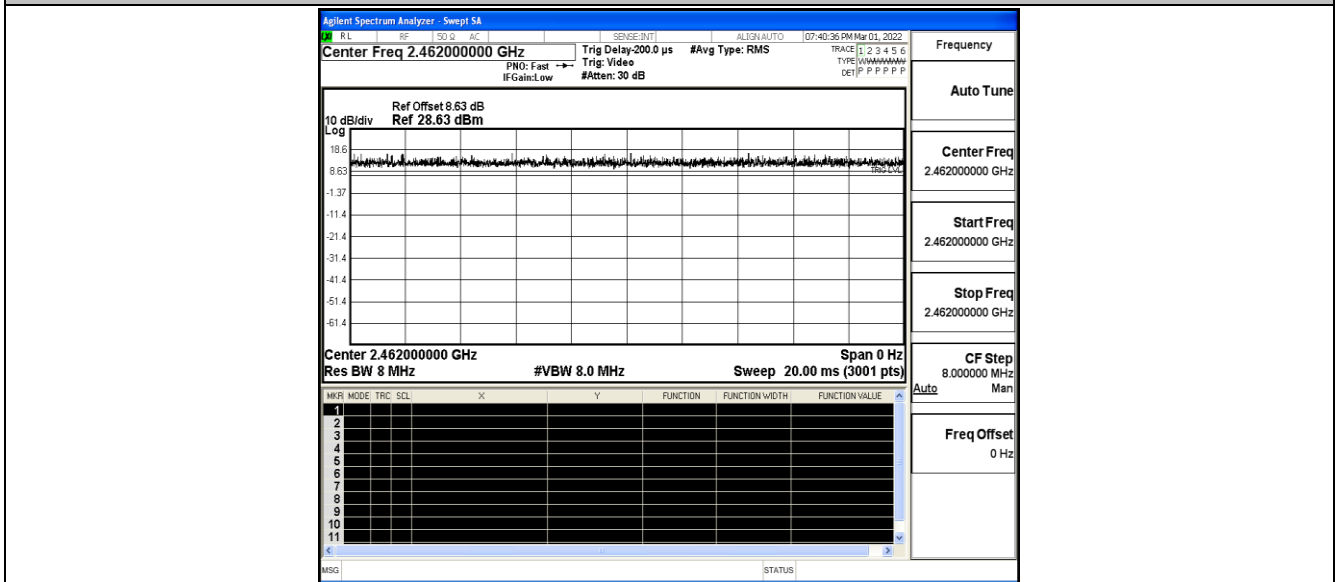 Agilent Spectrum Analyzer - Swept SA
RL RF 50 Ω AC SENSE:INT ALIGN AUTO 07:40:36 PM Mar 01, 2022
Center Freq 2.462000000 GHz
PNO: Fast
IFGain:Low
Trig Delay-200.0 µs
Trig: Video
#Atten: 30 dB
#Avg Type: RMS
TRACE 1 2 3 4 5 6
TYPE
DET P P P P P P
Ref Offset 8.63 dB
10 dB/div Ref 28.63 dBm
Log
18.6
8.63
TRIG LVL
-1.37
-11.4
-21.4
-31.4
-41.4
-51.4
-61.4
Center 2.462000000 GHz Span 0 Hz
Res BW 8 MHz #VBW 8.0 MHz Sweep 20.00 ms (3001 pts)
MKR MODE TRC SCL X Y FUNCTION FUNCTION WIDTH FUNCTION VALUE
1
2
3
4
5
6
7
8
9
10
11
MSG STATUS
Frequency
Auto Tune
Center Freq
2.462000000 GHz
Start Freq
2.462000000 GHz
Stop Freq
2.462000000 GHz
CF Step
8.000000 MHz
Auto Man
Freq Offset
0 Hz